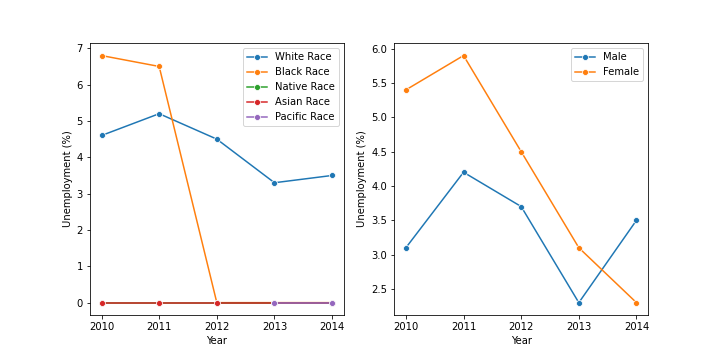 7
6
5
4
3
2
1
0
Unemployment (%)
2010 2011 2012 2013 2014
Year
White Race
Black Race
Native Race
Asian Race
Pacific Race
6.0
5.5
5.0
4.5
4.0
3.5
3.0
2.5
Unemployment (%)
2010 2011 2012 2013 2014
Year
Male
Female